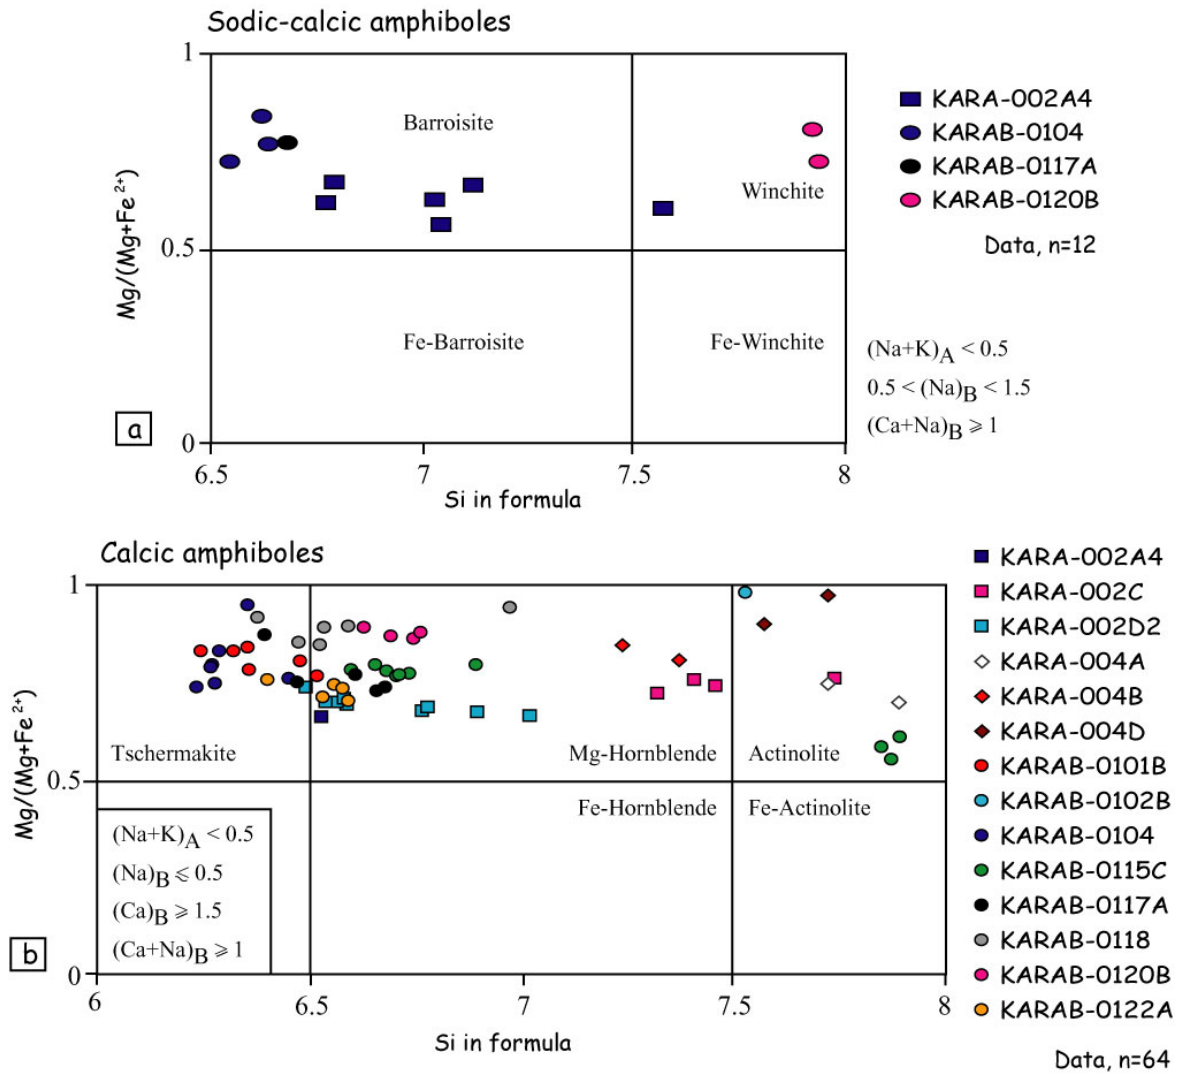 Sodic-calcic amphiboles
1
Barroisite
Winchite
0.5
Fe-Barroisite
Fe-Winchite
0
6.5
7
7.5
8
Mg/(Mg+Fe 2+)
Si in formula
a
KARA-002A4
KARAB-0104
KARAB-0117A
KARAB-0120B
Data, n=12
(Na+K)A < 0.5
0.5 < (Na)B < 1.5
(Ca+Na)B ⩾ 1
Calcic amphiboles
1
Tschermakite
Mg-Hornblende
Actinolite
0.5
Fe-Hornblende
Fe-Actinolite
(Na+K)A < 0.5
(Na)B ⩽ 0.5
(Ca)B ⩾ 1.5
(Ca+Na)B ⩾ 1
0
6
6.5
7
7.5
8
Mg/(Mg+Fe 2+)
Si in formula
b
KARA-002A4
KARA-002C
KARA-002D2
KARA-004A
KARA-004B
KARA-004D
KARAB-0101B
KARAB-0102B
KARAB-0104
KARAB-0115C
KARAB-0117A
KARAB-0118
KARAB-0120B
KARAB-0122A
Data, n=64